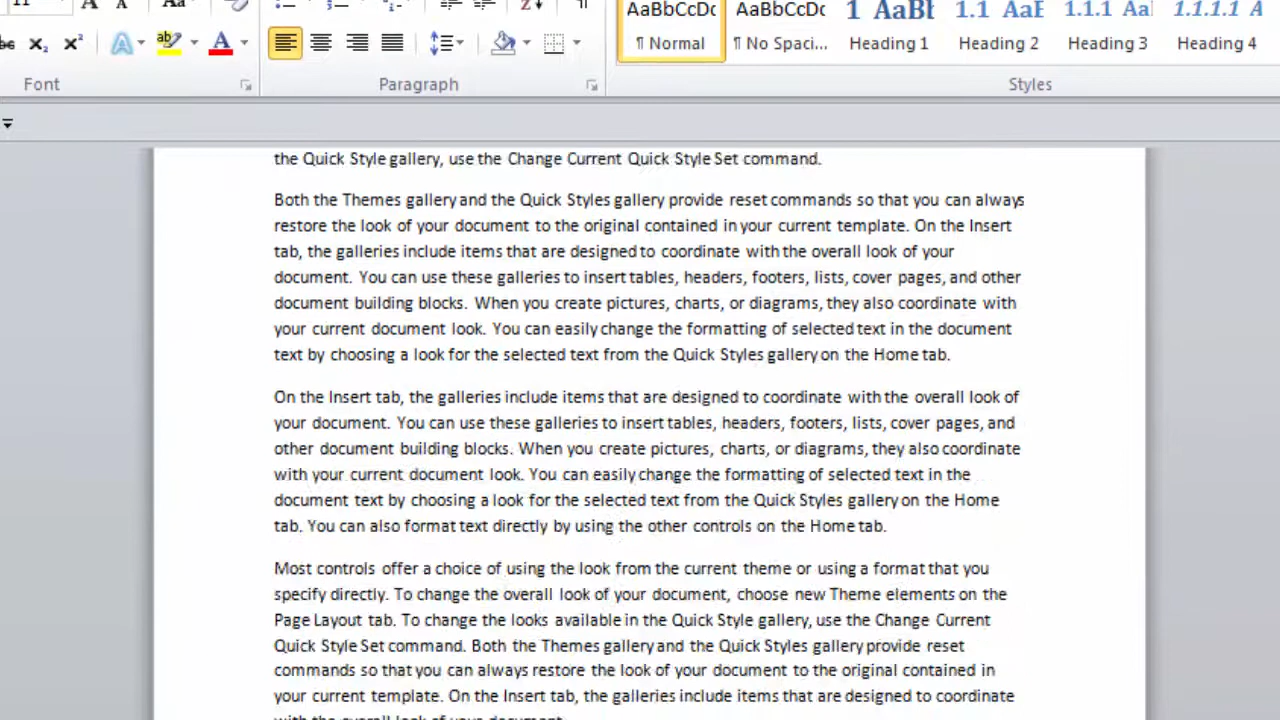 11 A A Aa
abc X₂ X² A ab A
Font Paragraph Styles
AaBbCcDc AaBbCcDc 1 AaBb 1.1 AaB 1.1.1 Aa 1.1.1.1 A
¶ Normal ¶ No Spaci... Heading 1 Heading 2 Heading 3 Heading 4
the Quick Style gallery, use the Change Current Quick Style Set command.
Both the Themes gallery and the Quick Styles gallery provide reset commands so that you can always
restore the look of your document to the original contained in your current template. On the Insert
tab, the galleries include items that are designed to coordinate with the overall look of your
document. You can use these galleries to insert tables, headers, footers, lists, cover pages, and other
document building blocks. When you create pictures, charts, or diagrams, they also coordinate with
your current document look. You can easily change the formatting of selected text in the document
text by choosing a look for the selected text from the Quick Styles gallery on the Home tab.
On the Insert tab, the galleries include items that are designed to coordinate with the overall look of
your document. You can use these galleries to insert tables, headers, footers, lists, cover pages, and
other document building blocks. When you create pictures, charts, or diagrams, they also coordinate
with your current document look. You can easily change the formatting of selected text in the
document text by choosing a look for the selected text from the Quick Styles gallery on the Home
tab. You can also format text directly by using the other controls on the Home tab.
Most controls offer a choice of using the look from the current theme or using a format that you
specify directly. To change the overall look of your document, choose new Theme elements on the
Page Layout tab. To change the looks available in the Quick Style gallery, use the Change Current
Quick Style Set command. Both the Themes gallery and the Quick Styles gallery provide reset
commands so that you can always restore the look of your document to the original contained in
your current template. On the Insert tab, the galleries include items that are designed to coordinate
with the overall look of your document.